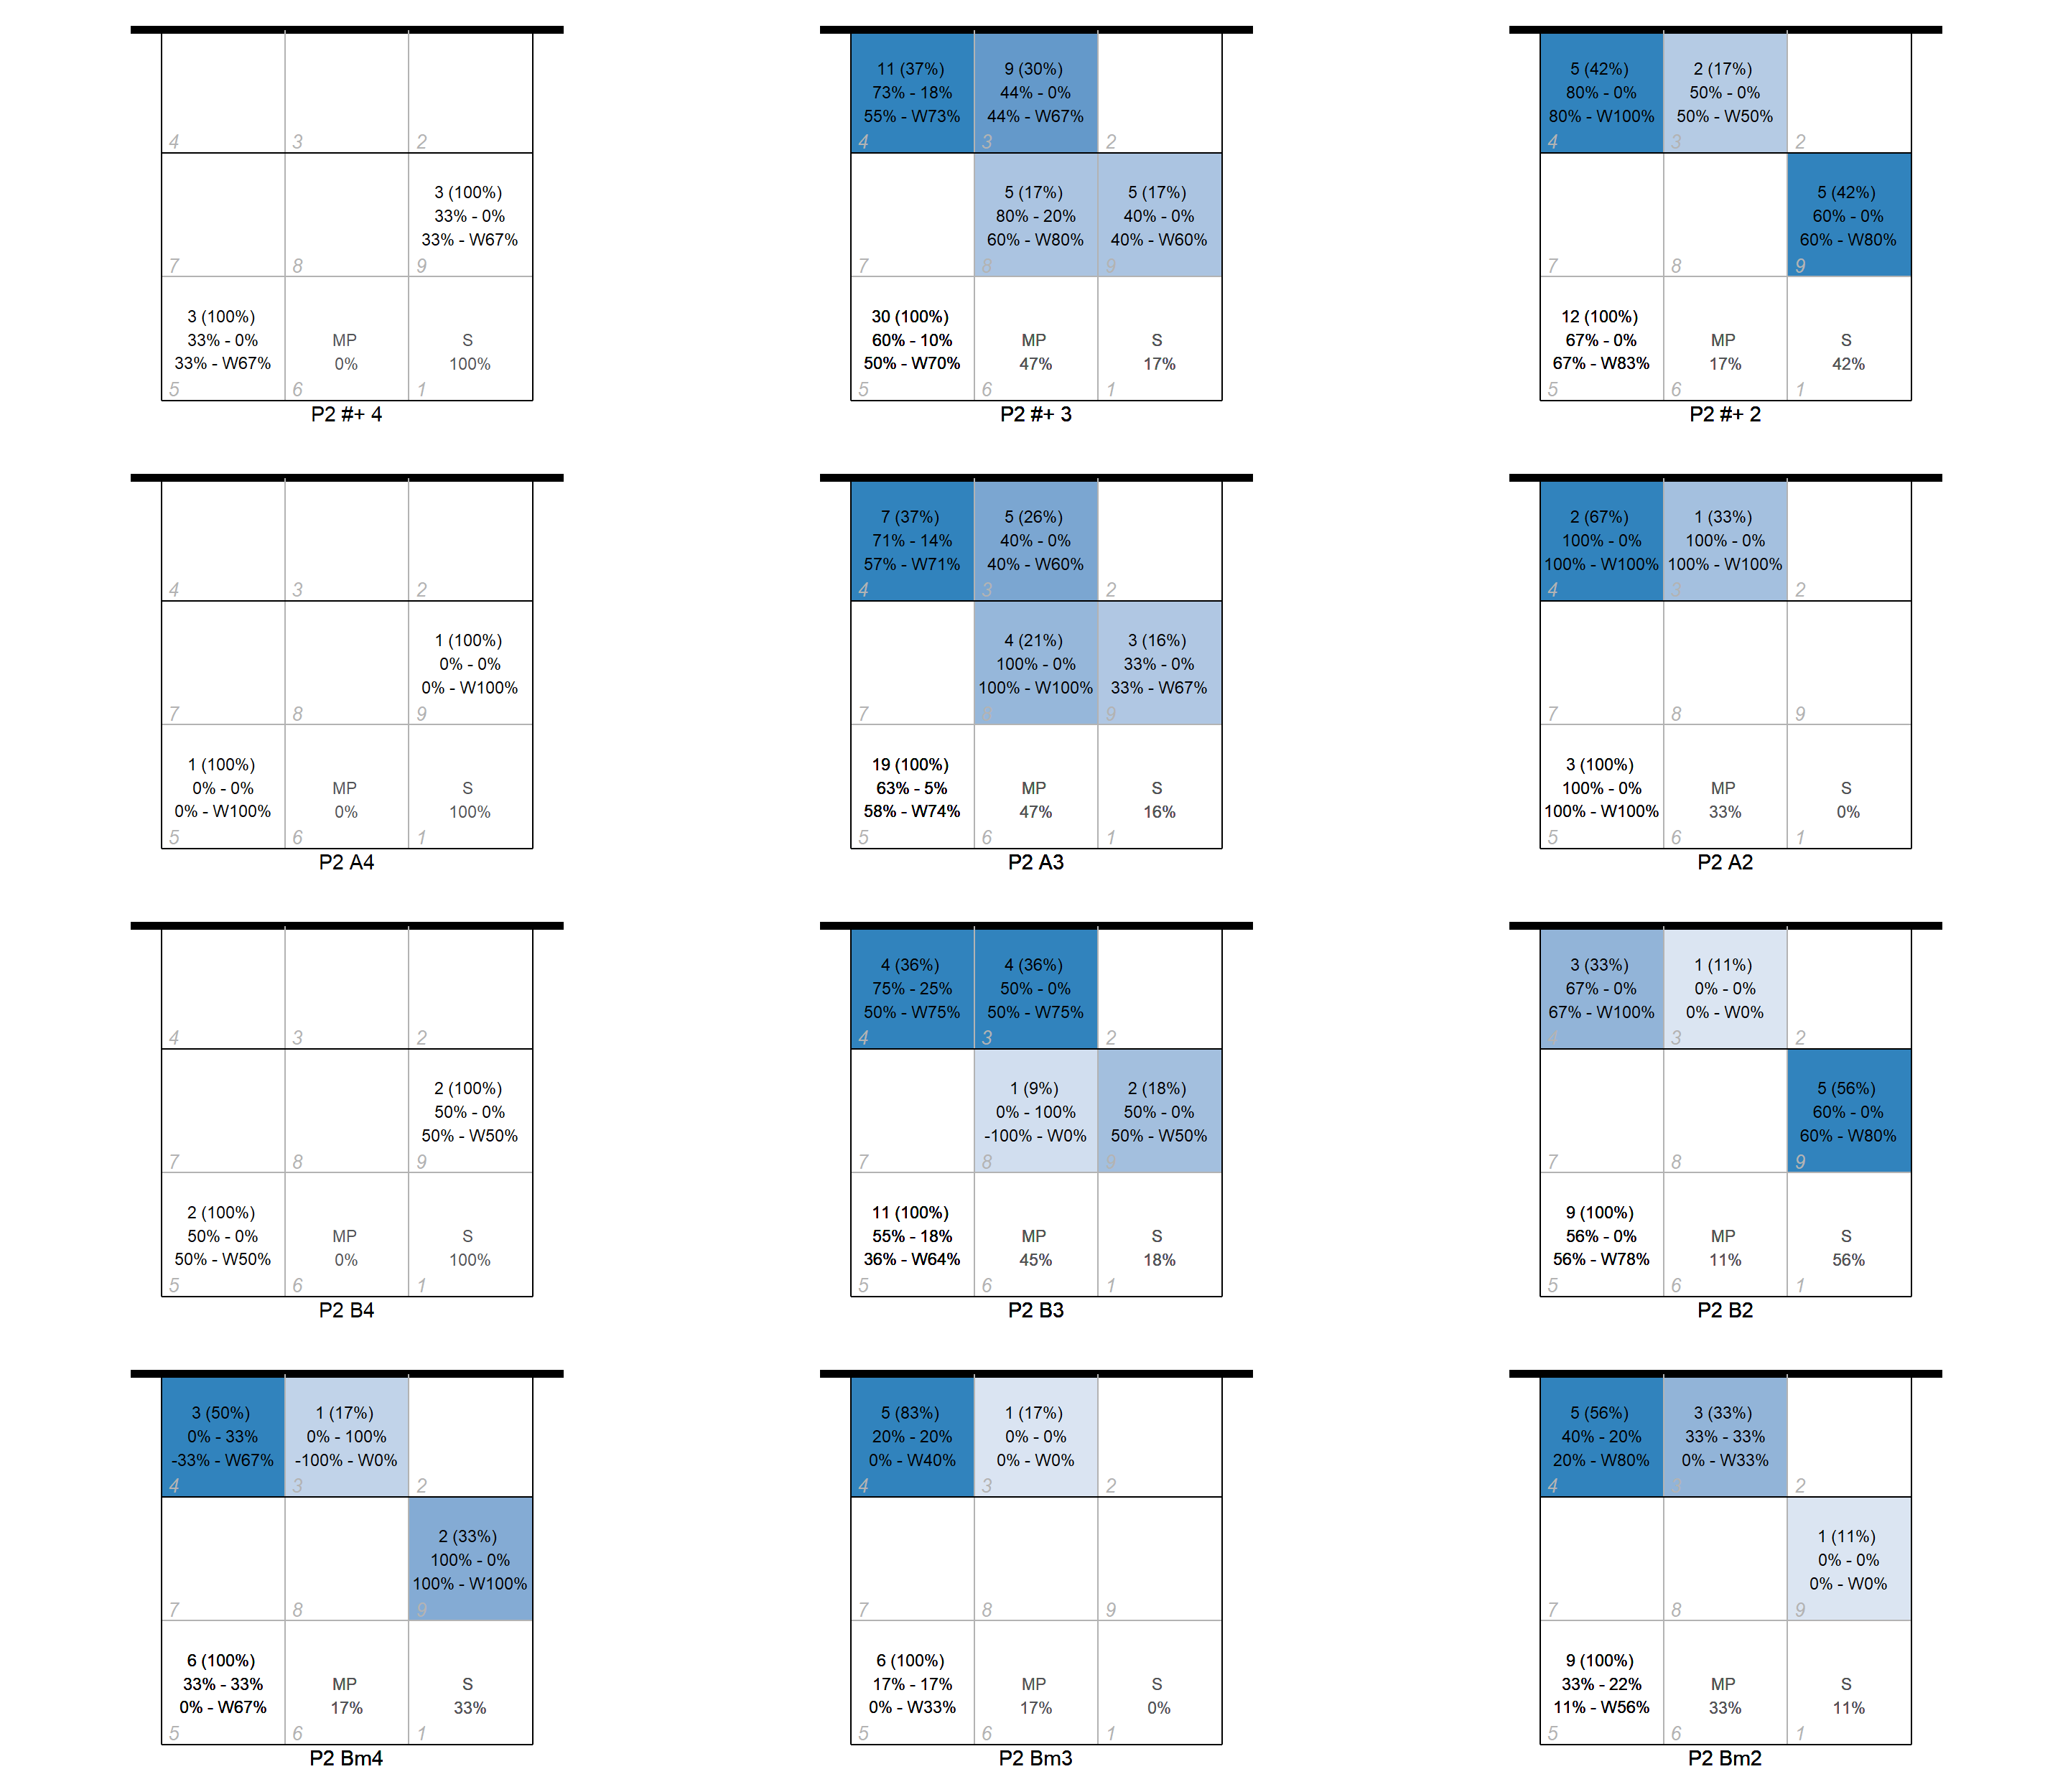 4
3
2
3 (100%)
33% - 0%
33% - W67%
7
8
9
3 (100%)
33% - 0%
33% - W67%
MP
0%
S
100%
5
6
1
P2 #+ 4
11 (37%)
73% - 18%
55% - W73%
9 (30%)
44% - 0%
44% - W67%
4
3
2
5 (17%)
80% - 20%
60% - W80%
5 (17%)
40% - 0%
40% - W60%
7
8
9
30 (100%)
60% - 10%
50% - W70%
MP
47%
S
17%
5
6
1
P2 #+ 3
5 (42%)
80% - 0%
80% - W100%
2 (17%)
50% - 0%
50% - W50%
4
3
2
5 (42%)
60% - 0%
60% - W80%
7
8
9
12 (100%)
67% - 0%
67% - W83%
MP
17%
S
42%
5
6
1
P2 #+ 2
4
3
2
1 (100%)
0% - 0%
0% - W100%
7
8
9
1 (100%)
0% - 0%
0% - W100%
MP
0%
S
100%
5
6
1
P2 A4
7 (37%)
71% - 14%
57% - W71%
5 (26%)
40% - 0%
40% - W60%
4
3
2
4 (21%)
100% - 0%
100% - W100%
3 (16%)
33% - 0%
33% - W67%
7
8
9
19 (100%)
63% - 5%
58% - W74%
MP
47%
S
16%
5
6
1
P2 A3
2 (67%)
100% - 0%
100% - W100%
1 (33%)
100% - 0%
100% - W100%
4
3
2
7
8
9
3 (100%)
100% - 0%
100% - W100%
MP
33%
S
0%
5
6
1
P2 A2
4
3
2
2 (100%)
50% - 0%
50% - W50%
7
8
9
2 (100%)
50% - 0%
50% - W50%
MP
0%
S
100%
5
6
1
P2 B4
4 (36%)
75% - 25%
50% - W75%
4 (36%)
50% - 0%
50% - W75%
4
3
2
1 (9%)
0% - 100%
-100% - W0%
2 (18%)
50% - 0%
50% - W50%
7
8
9
11 (100%)
55% - 18%
36% - W64%
MP
45%
S
18%
5
6
1
P2 B3
3 (33%)
67% - 0%
67% - W100%
1 (11%)
0% - 0%
0% - W0%
4
3
2
5 (56%)
60% - 0%
60% - W80%
7
8
9
9 (100%)
56% - 0%
56% - W78%
MP
11%
S
56%
5
6
1
P2 B2
3 (50%)
0% - 33%
-33% - W67%
1 (17%)
0% - 100%
-100% - W0%
4
3
2
2 (33%)
100% - 0%
100% - W100%
7
8
9
6 (100%)
33% - 33%
0% - W67%
MP
17%
S
33%
5
6
1
P2 Bm4
5 (83%)
20% - 20%
0% - W40%
1 (17%)
0% - 0%
0% - W0%
4
3
2
7
8
9
6 (100%)
17% - 17%
0% - W33%
MP
17%
S
0%
5
6
1
P2 Bm3
5 (56%)
40% - 20%
20% - W80%
3 (33%)
33% - 33%
0% - W33%
4
3
2
1 (11%)
0% - 0%
0% - W0%
7
8
9
9 (100%)
33% - 22%
11% - W56%
MP
33%
S
11%
5
6
1
P2 Bm2